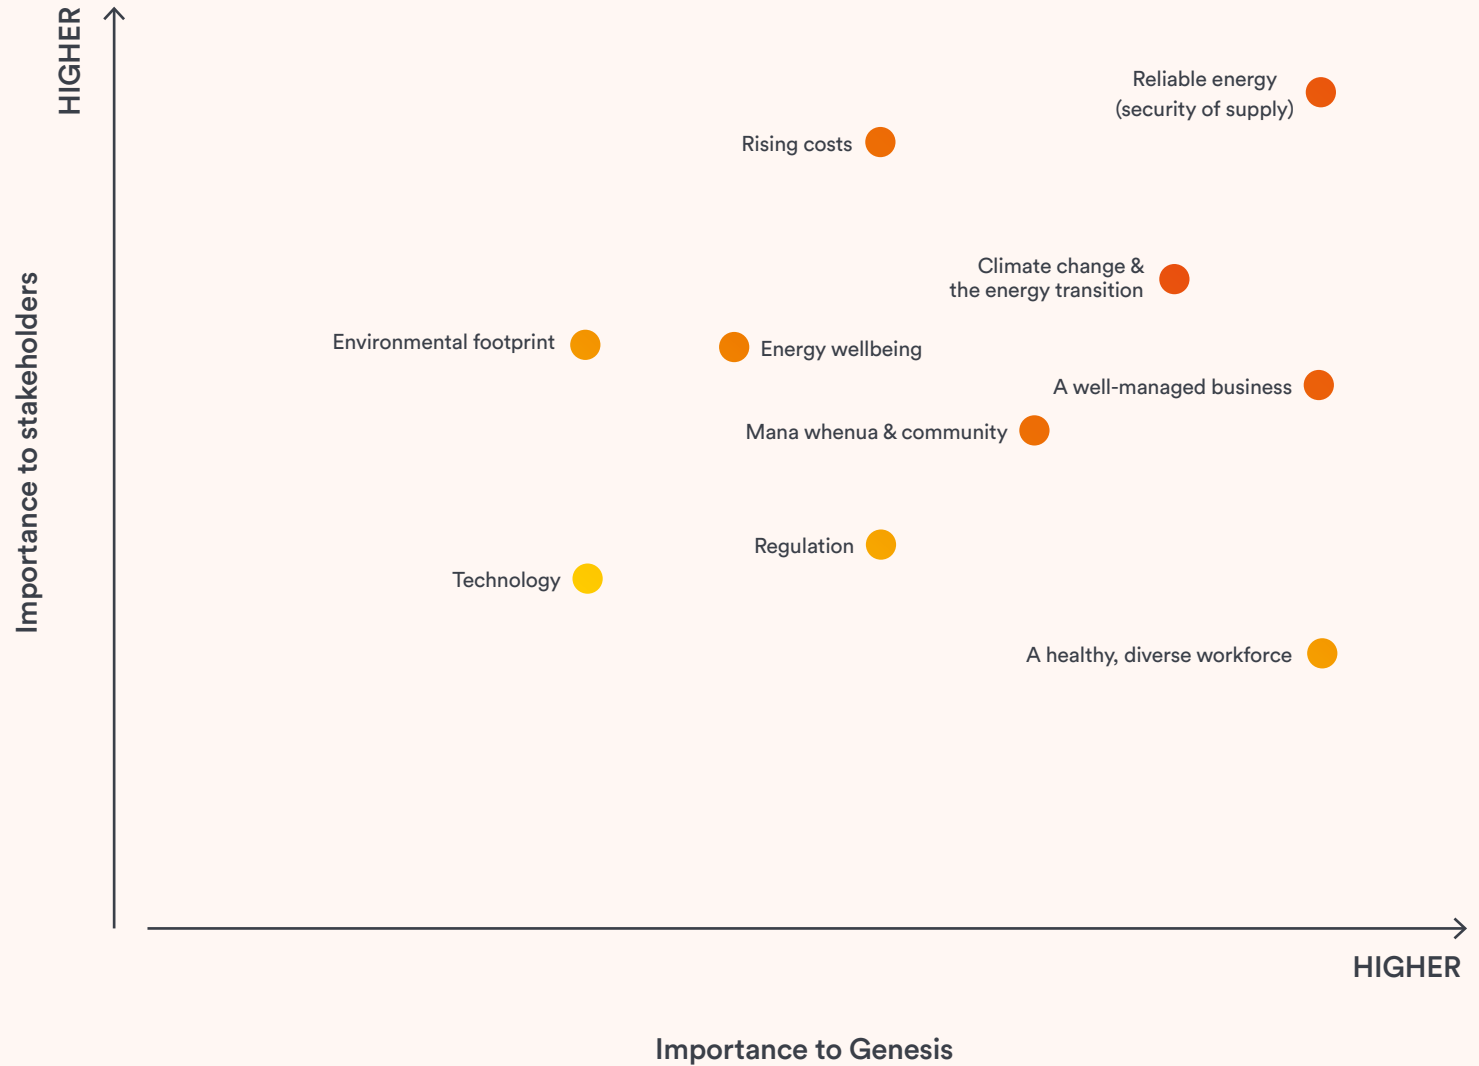 HIGHER
Importance to stakeholders
Reliable energy
(security of supply)
Rising costs
Climate change &
the energy transition
Environmental footprint
Energy wellbeing
A well-managed business
Mana whenua & community
Regulation
Technology
A healthy, diverse workforce
HIGHER
Importance to Genesis